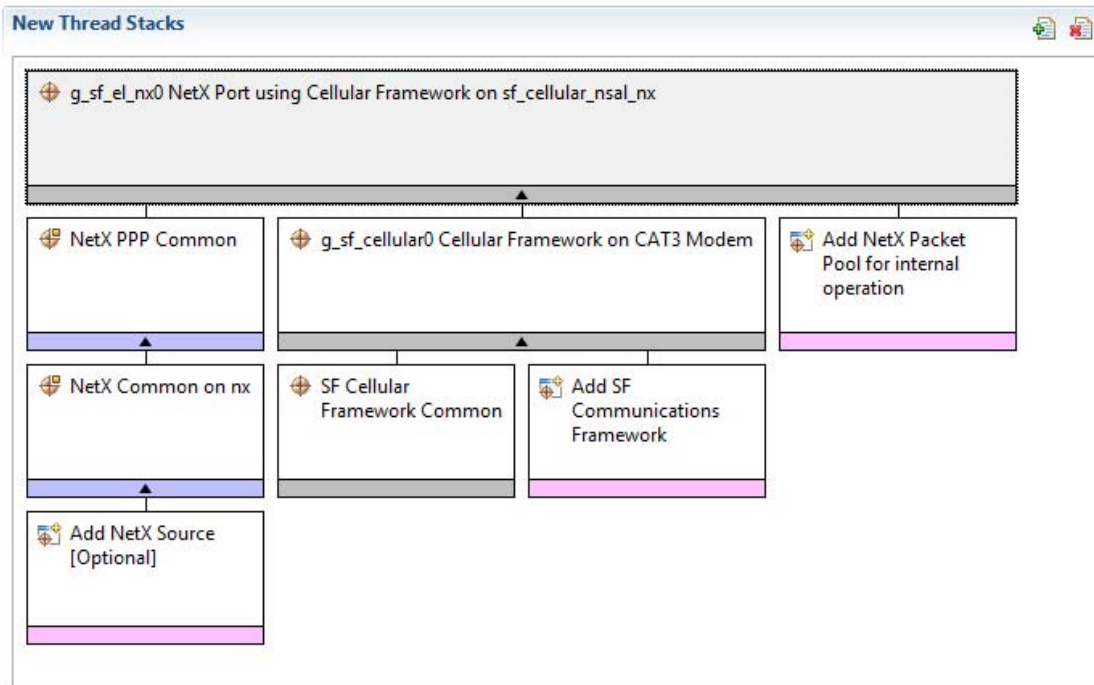 New Thread Stacks
g_sf_el_nx0 NetX Port using Cellular Framework on sf_cellular_nsal_nx
NetX PPP Common
g_sf_cellular0 Cellular Framework on CAT3 Modem
Add NetX Packet
Pool for internal
operation
NetX Common on nx
SF Cellular
Framework Common
Add SF
Communications
Framework
Add NetX Source
[Optional]